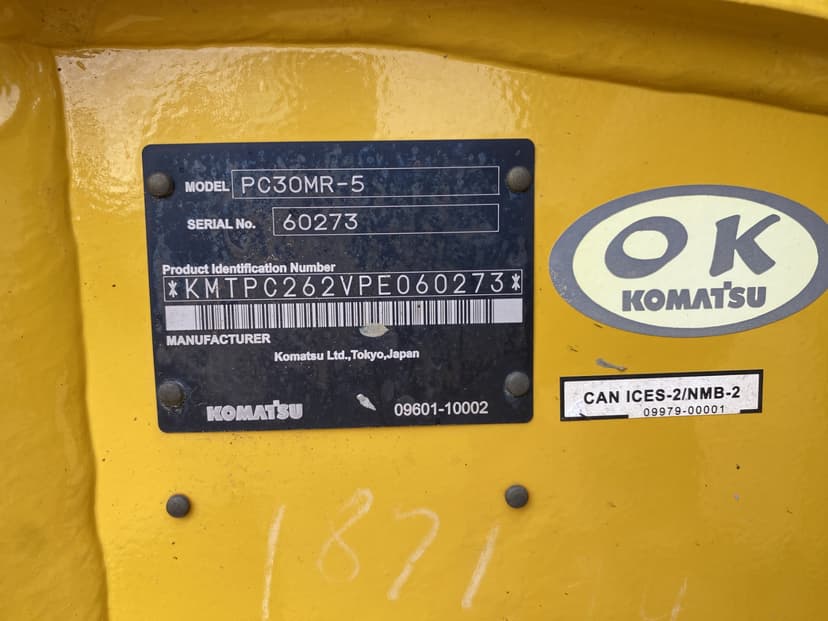 MODEL PC30MR-5
SERIAL No. 60273
Product Identification Number
*KMTPC262VPE060273*
MANUFACTURER
Komatsu Ltd.,Tokyo,Japan
KOMATSU 09601-10002
OK
KOMATSU
CAN ICES-2/NMB-2
09979-00001
1871